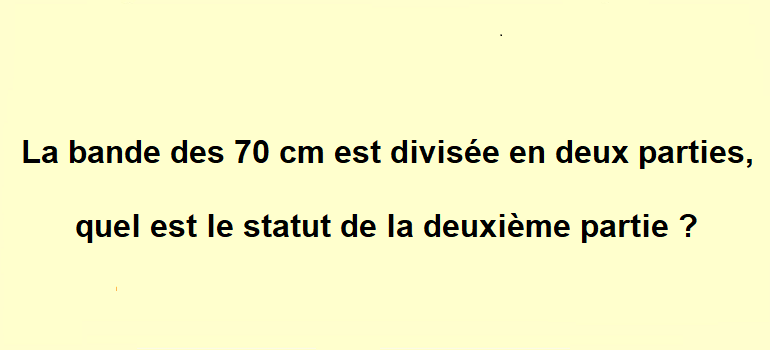 La bande des 70 cm est divisée en deux parties,
quel est le statut de la deuxième partie ?